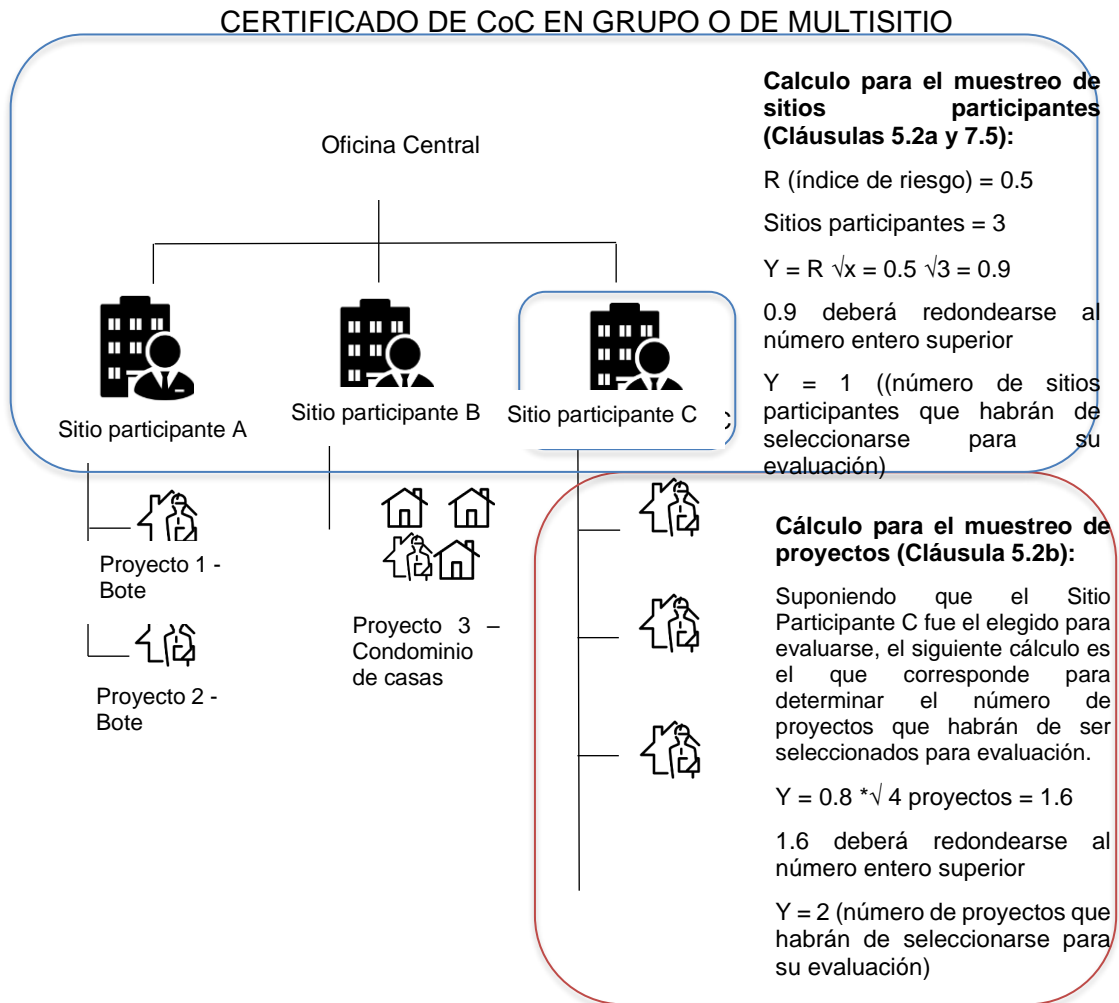 CERTIFICADO DE CoC EN GRUPO O DE MULTISITIO
Oficina Central
Sitio participante A
Sitio participante B
Sitio participante C
C
Proyecto 1 -
Bote
Proyecto 2 -
Bote
Proyecto 3 –
Condominio
de casas
Calculo para el muestreo de
sitios participantes
(Cláusulas 5.2a y 7.5):
R (índice de riesgo) = 0.5
Sitios participantes = 3
Y = R √x = 0.5 √3 = 0.9
0.9 deberá redondearse al
número entero superior
Y = 1 ((número de sitios
participantes que habrán de
seleccionarse para su
evaluación)
Cálculo para el muestreo de
proyectos (Cláusula 5.2b):
Suponiendo que el Sitio
Participante C fue el elegido para
evaluarse, el siguiente cálculo es
el que corresponde para
determinar el número de
proyectos que habrán de ser
seleccionados para evaluación.
Y = 0.8 *√ 4 proyectos = 1.6
1.6 deberá redondearse al
número entero superior
Y = 2 (número de proyectos que
habrán de seleccionarse para
su evaluación)